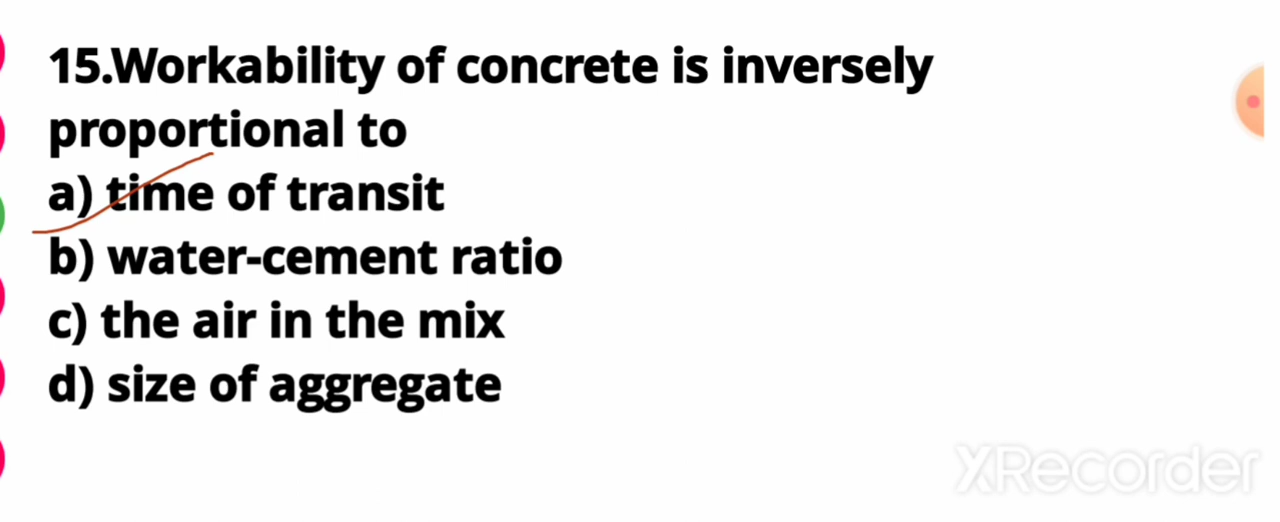 15.Workability of concrete is inversely
proportional to
a) time of transit
b) water-cement ratio
c) the air in the mix
d) size of aggregate
XRecorder